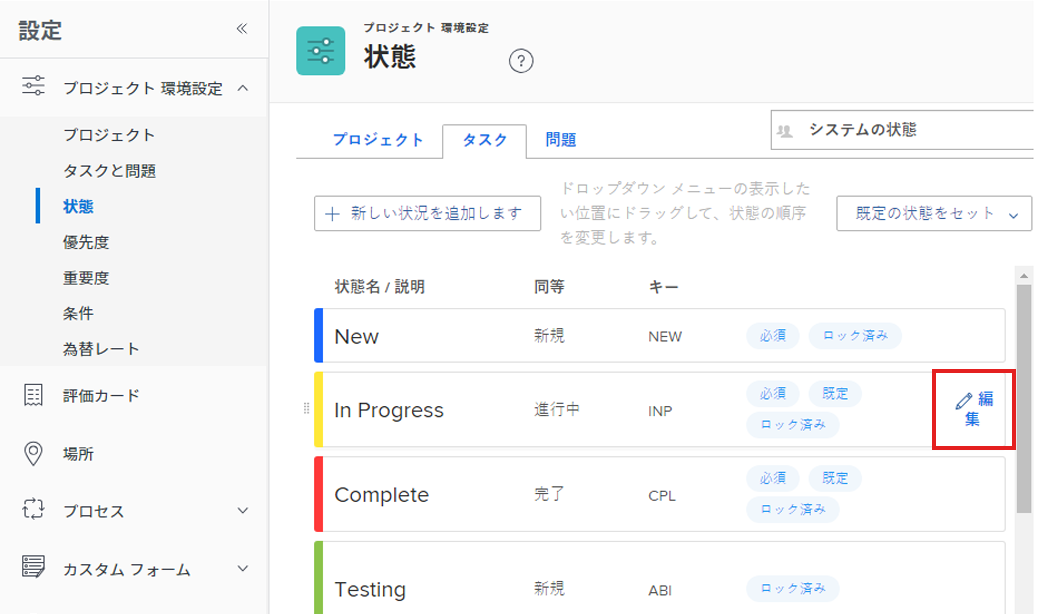 設定
プロジェクト 環境設定
プロジェクト
タスクと問題
状態
優先度
重要度
条件
為替レート
評価カード
場所
プロセス
カスタム フォーム
プロジェクト 環境設定
状態
?
プロジェクト
タスク
問題
システムの状態
新しい状況を追加します
ドロップダウン メニューの表示した
い位置にドラッグして、状態の順序
を変更します。
既定の状態をセット
状態名 / 説明 同等 キー
New 新規 NEW 必須 ロック済み
In Progress 進行中 INP 必須 既定
ロック済み
編
集
Complete 完了 CPL 必須 既定
ロック済み
Testing 新規 ABI ロック済み